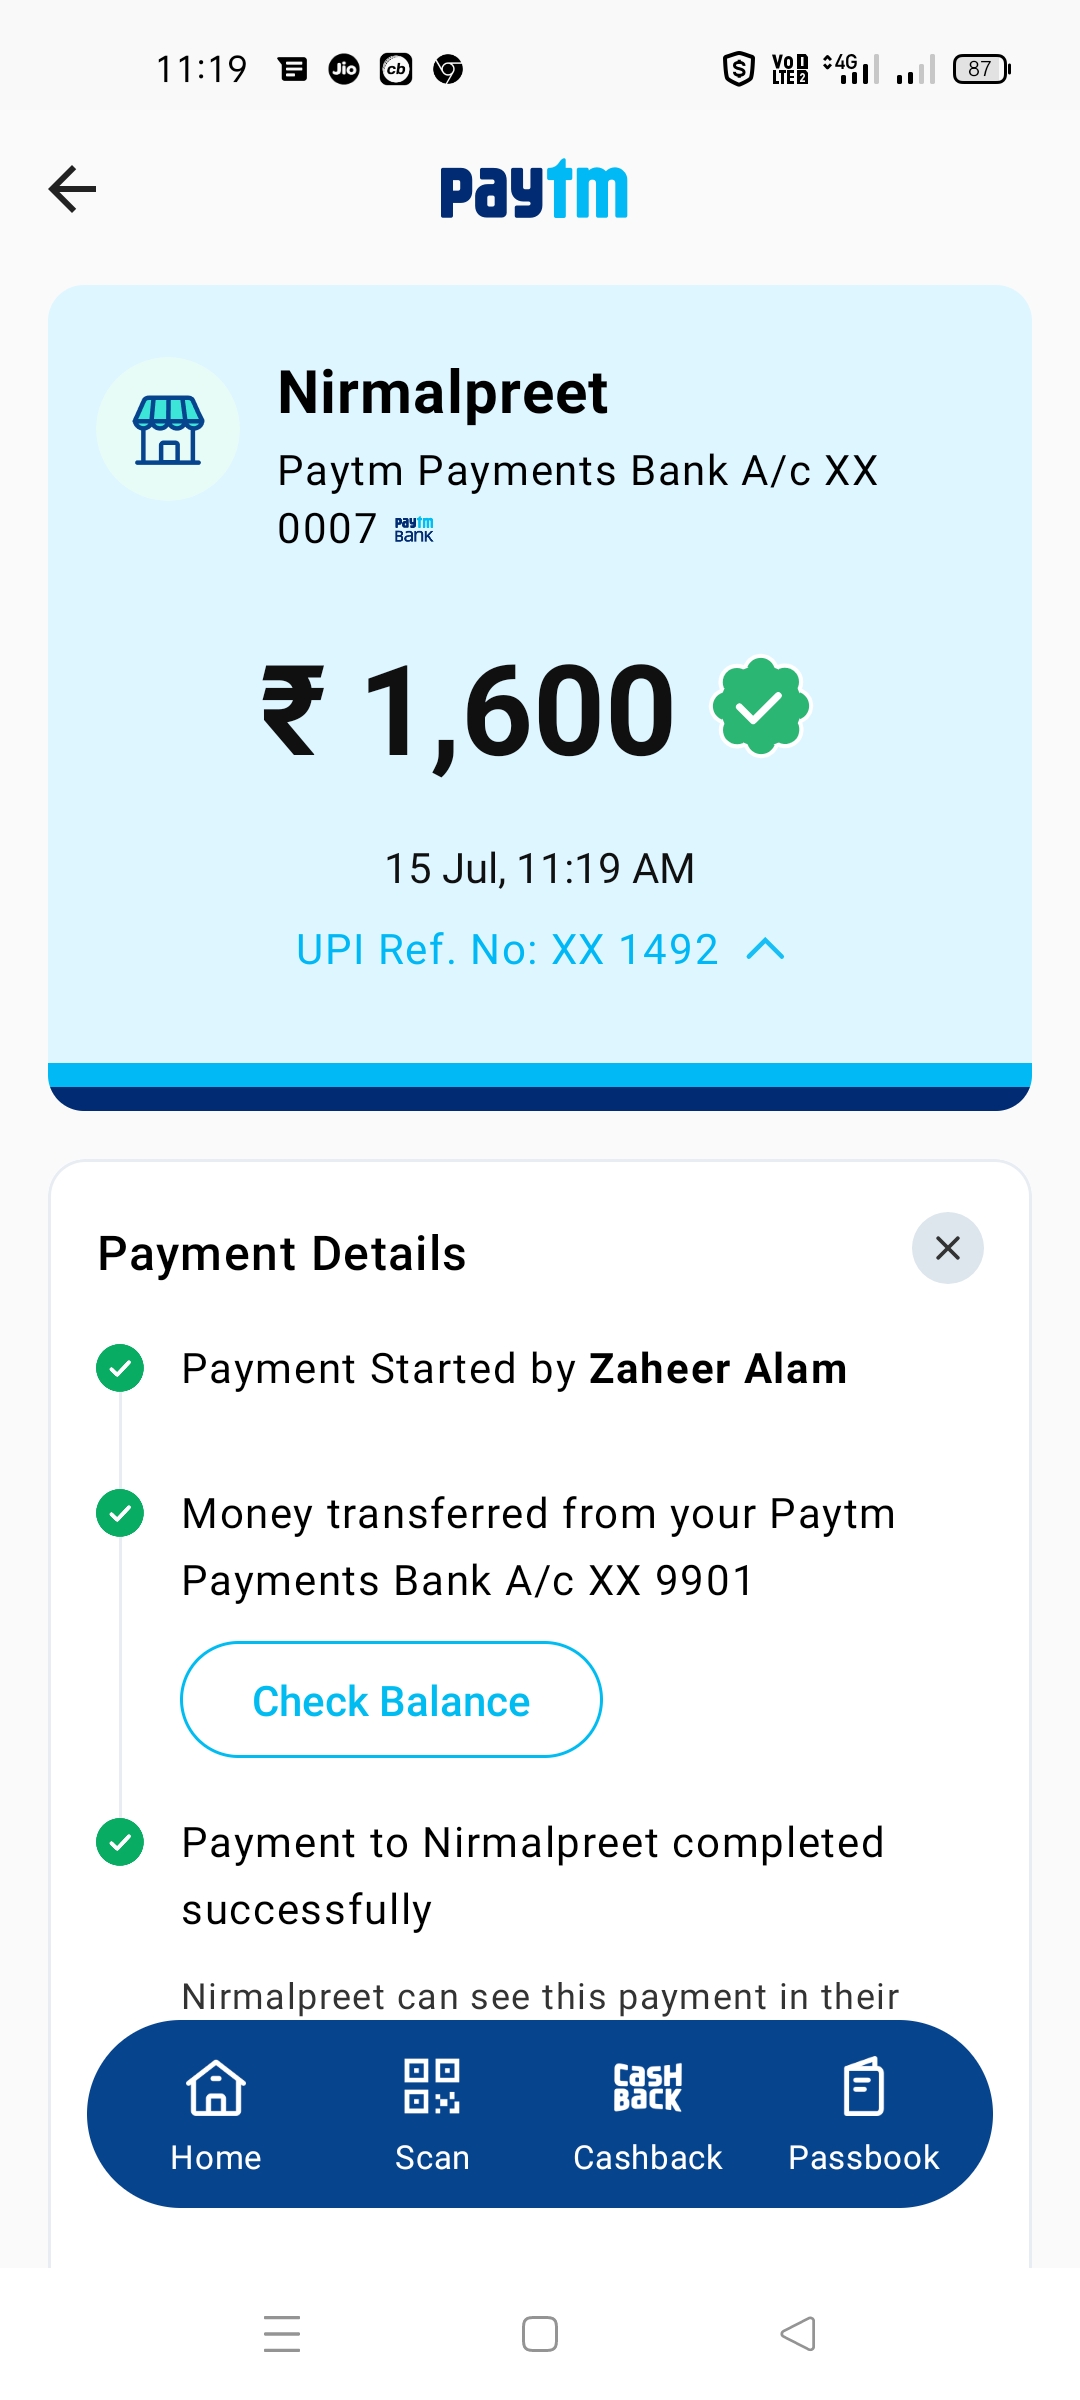 11:19 Jio cb VoD LTE 2 4G 87
paytm
Nirmalpreet
Paytm Payments Bank A/c XX
0007 paytm BANK
₹ 1,600
15 Jul, 11:19 AM
UPI Ref. No: XX 1492
Payment Details
Payment Started by Zaheer Alam
Money transferred from your Paytm
Payments Bank A/c XX 9901
Check Balance
Payment to Nirmalpreet completed
successfully
Nirmalpreet can see this payment in their
CASH BACK
Home Scan Cashback Passbook